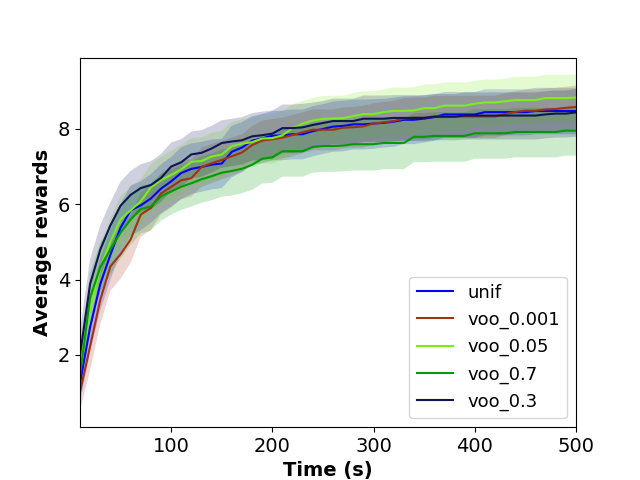 8
6
4
2
100 200 300 400 500
Time (s)
Average rewards
unif
voo_0.001
voo_0.05
voo_0.7
voo_0.3